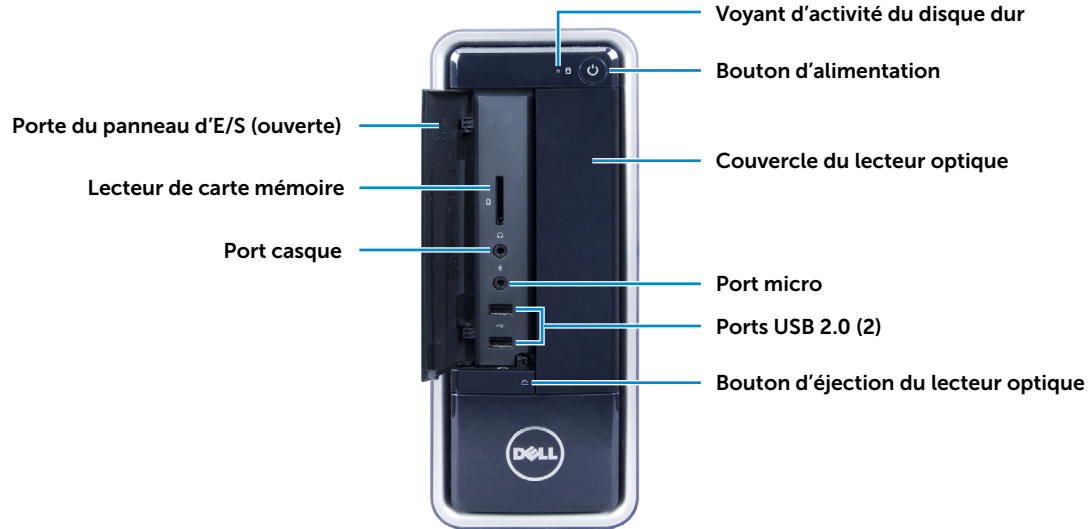 Voyant d’activité du disque dur
Bouton d’alimentation
Porte du panneau d’E/S (ouverte)
Couvercle du lecteur optique
Lecteur de carte mémoire
Port casque
Port micro
Ports USB 2.0 (2)
Bouton d’éjection du lecteur optique
DELL